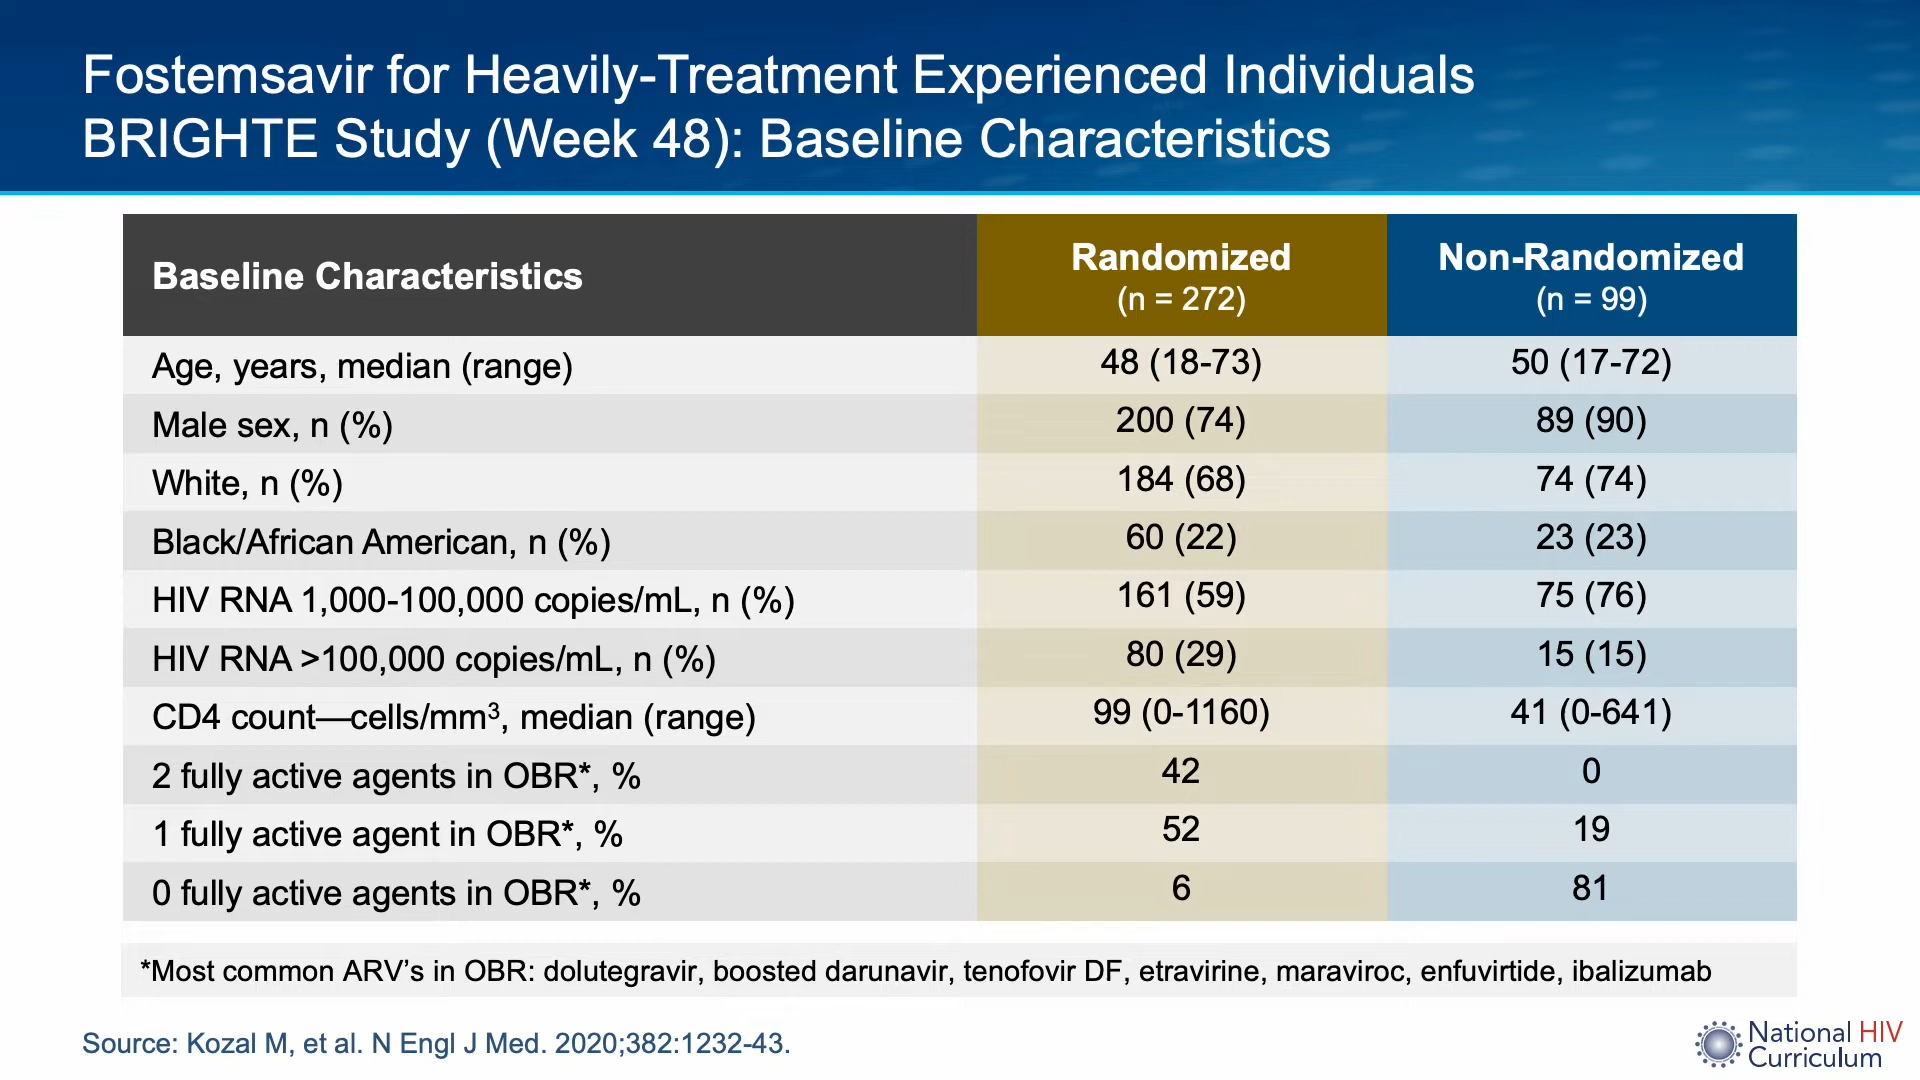 Fostemsavir for Heavily-Treatment Experienced Individuals
BRIGHTE Study (Week 48): Baseline Characteristics
Baseline Characteristics
Randomized
(n = 272)
Non-Randomized
(n = 99)
Age, years, median (range) 48 (18-73) 50 (17-72)
Male sex, n (%) 200 (74) 89 (90)
White, n (%) 184 (68) 74 (74)
Black/African American, n (%) 60 (22) 23 (23)
HIV RNA 1,000-100,000 copies/mL, n (%) 161 (59) 75 (76)
HIV RNA >100,000 copies/mL, n (%) 80 (29) 15 (15)
CD4 count—cells/mm³, median (range) 99 (0-1160) 41 (0-641)
2 fully active agents in OBR*, % 42 0
1 fully active agent in OBR*, % 52 19
0 fully active agents in OBR*, % 6 81
*Most common ARV’s in OBR: dolutegravir, boosted darunavir, tenofovir DF, etravirine, maraviroc, enfuvirtide, ibalizumab
Source: Kozal M, et al. N Engl J Med. 2020;382:1232-43.
National HIV
Curriculum